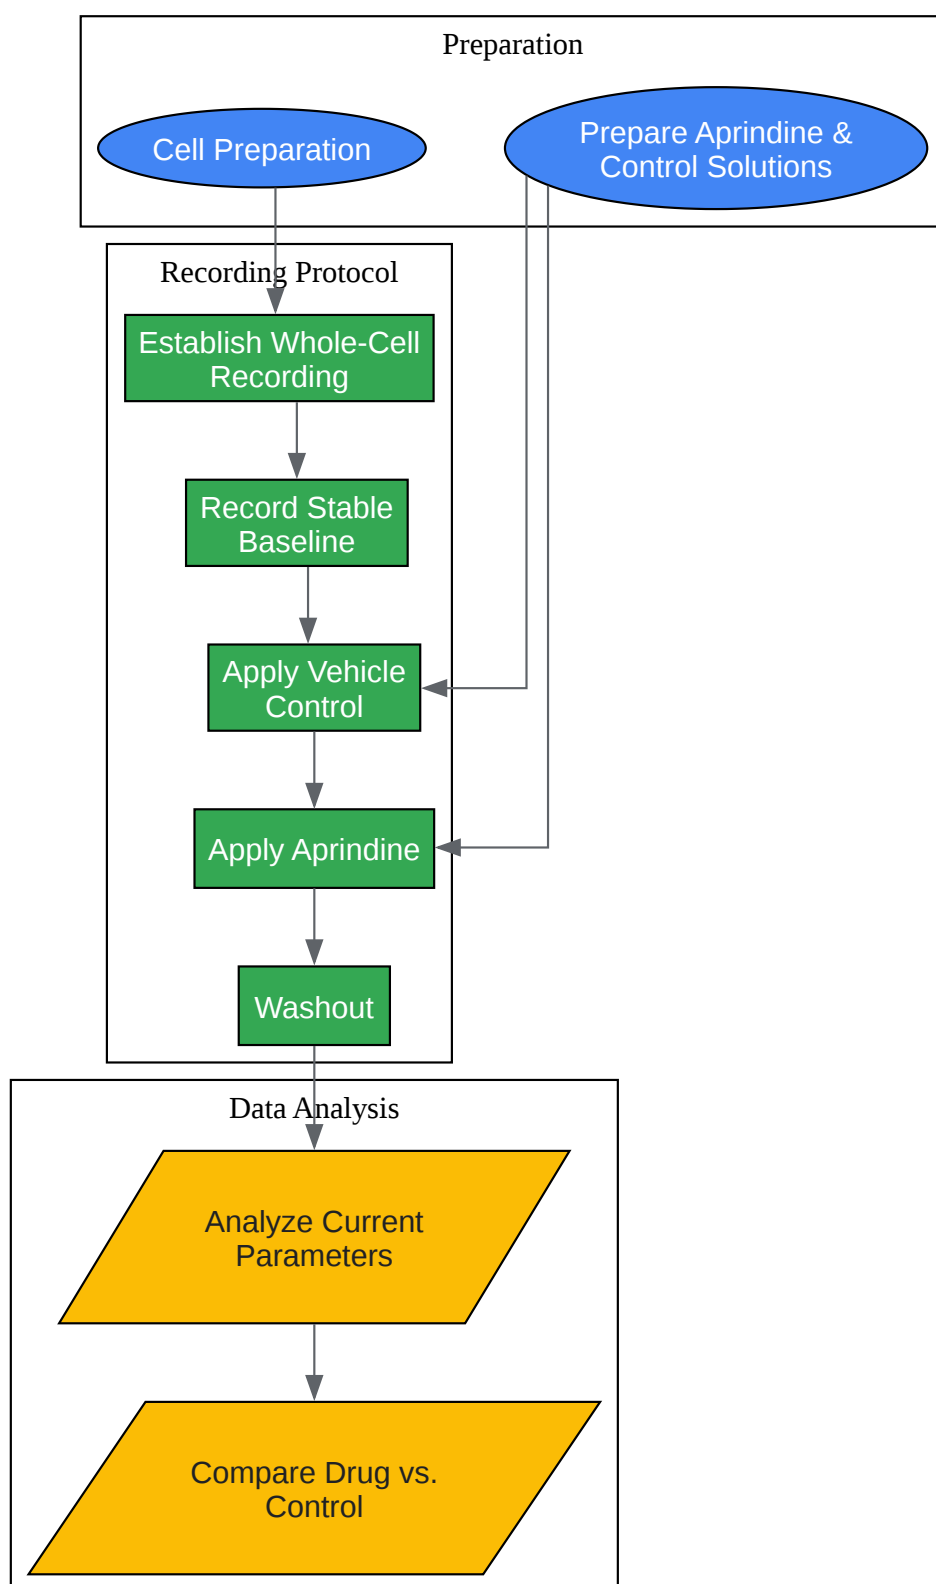 Preparation
Cell Preparation
Prepare Aprindine &
Control Solutions
Recording Protocol
Establish Whole-Cell
Recording
Record Stable
Baseline
Apply Vehicle
Control
Apply Aprindine
Washout
Data Analysis
Analyze Current
Parameters
Compare Drug vs.
Control